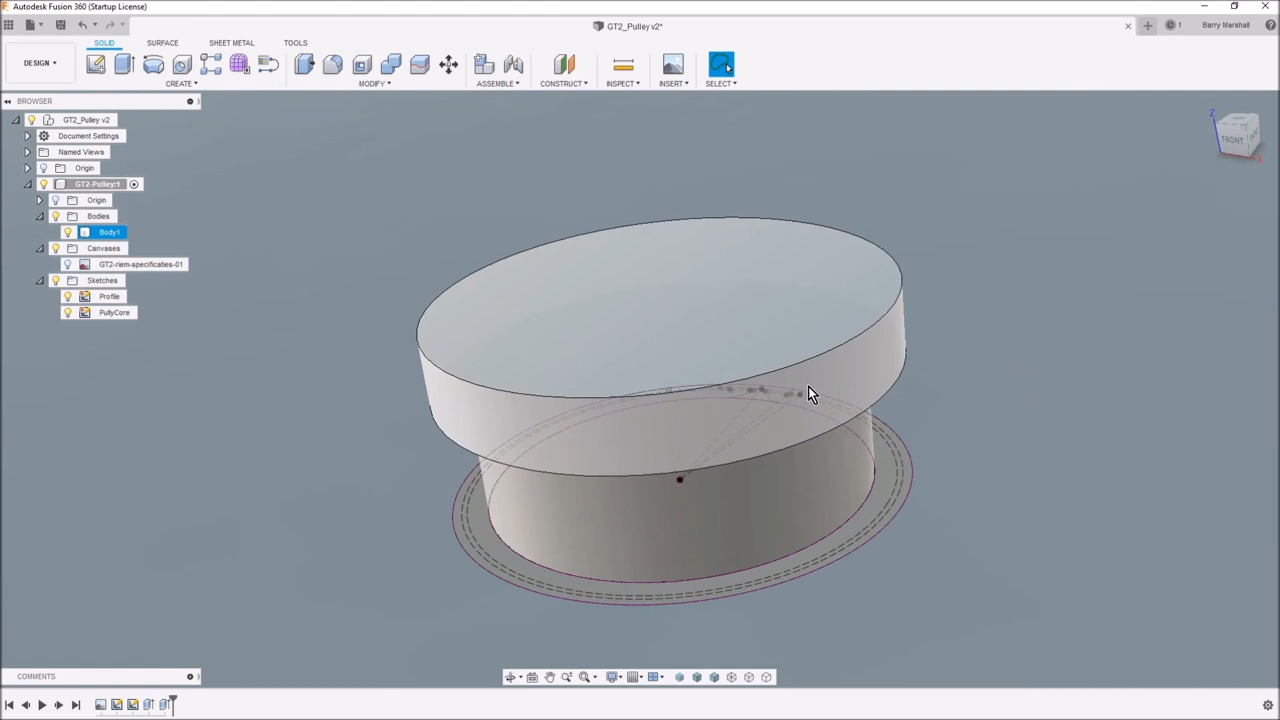 Autodesk Fusion 360 (Startup License)
GT2_Pulley v2*
1
Barry Marshall
DESIGN
SOLID
SURFACE
SHEET METAL
TOOLS
CREATE
MODIFY
ASSEMBLE
CONSTRUCT
INSPECT
INSERT
SELECT
BROWSER
GT2_Pulley v2
Document Settings
Named Views
Origin
GT2-Pulley:1
Origin
Bodies
Body1
Canvases
GT2-riem-specificaties-01
Sketches
Profile
PullyCore
Z
FRONT
X
COMMENTS